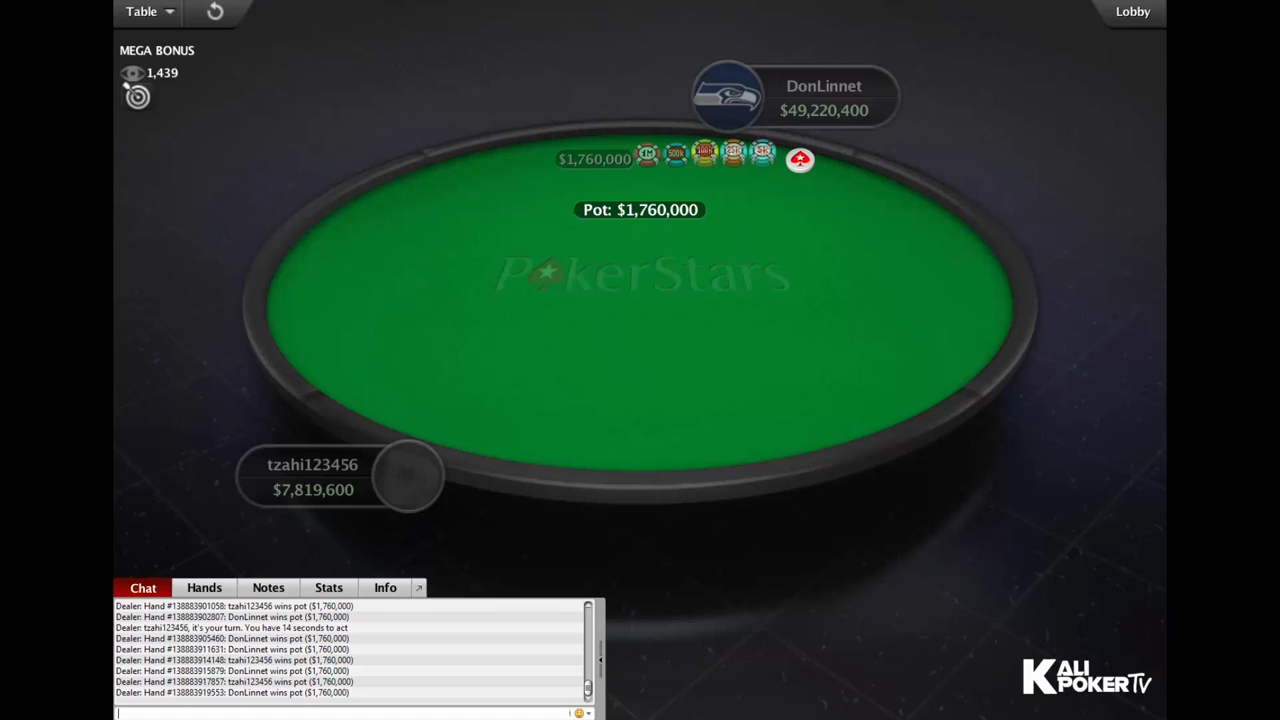 Table
Lobby
MEGA BONUS
1,439
DonLinnet
$49,220,400
$1,760,000
1M 500k 100k 25k
Pot: $1,760,000
PokerStars
tzahi123456
$7,819,600
Chat Hands Notes Stats Info
Dealer: Hand #138883901058: tzahi123456 wins pot ($1,760,000)
Dealer: Hand #138883902807: DonLinnet wins pot ($1,760,000)
Dealer: tzahi123456, it's your turn. You have 14 seconds to act
Dealer: Hand #138883905460: DonLinnet wins pot ($1,760,000)
Dealer: Hand #138883911631: DonLinnet wins pot ($1,760,000)
Dealer: Hand #138883914148: tzahi123456 wins pot ($1,760,000)
Dealer: Hand #138883915879: DonLinnet wins pot ($1,760,000)
Dealer: Hand #138883917857: tzahi123456 wins pot ($1,760,000)
Dealer: Hand #138883919553: DonLinnet wins pot ($1,760,000)
KALI
POKERTV